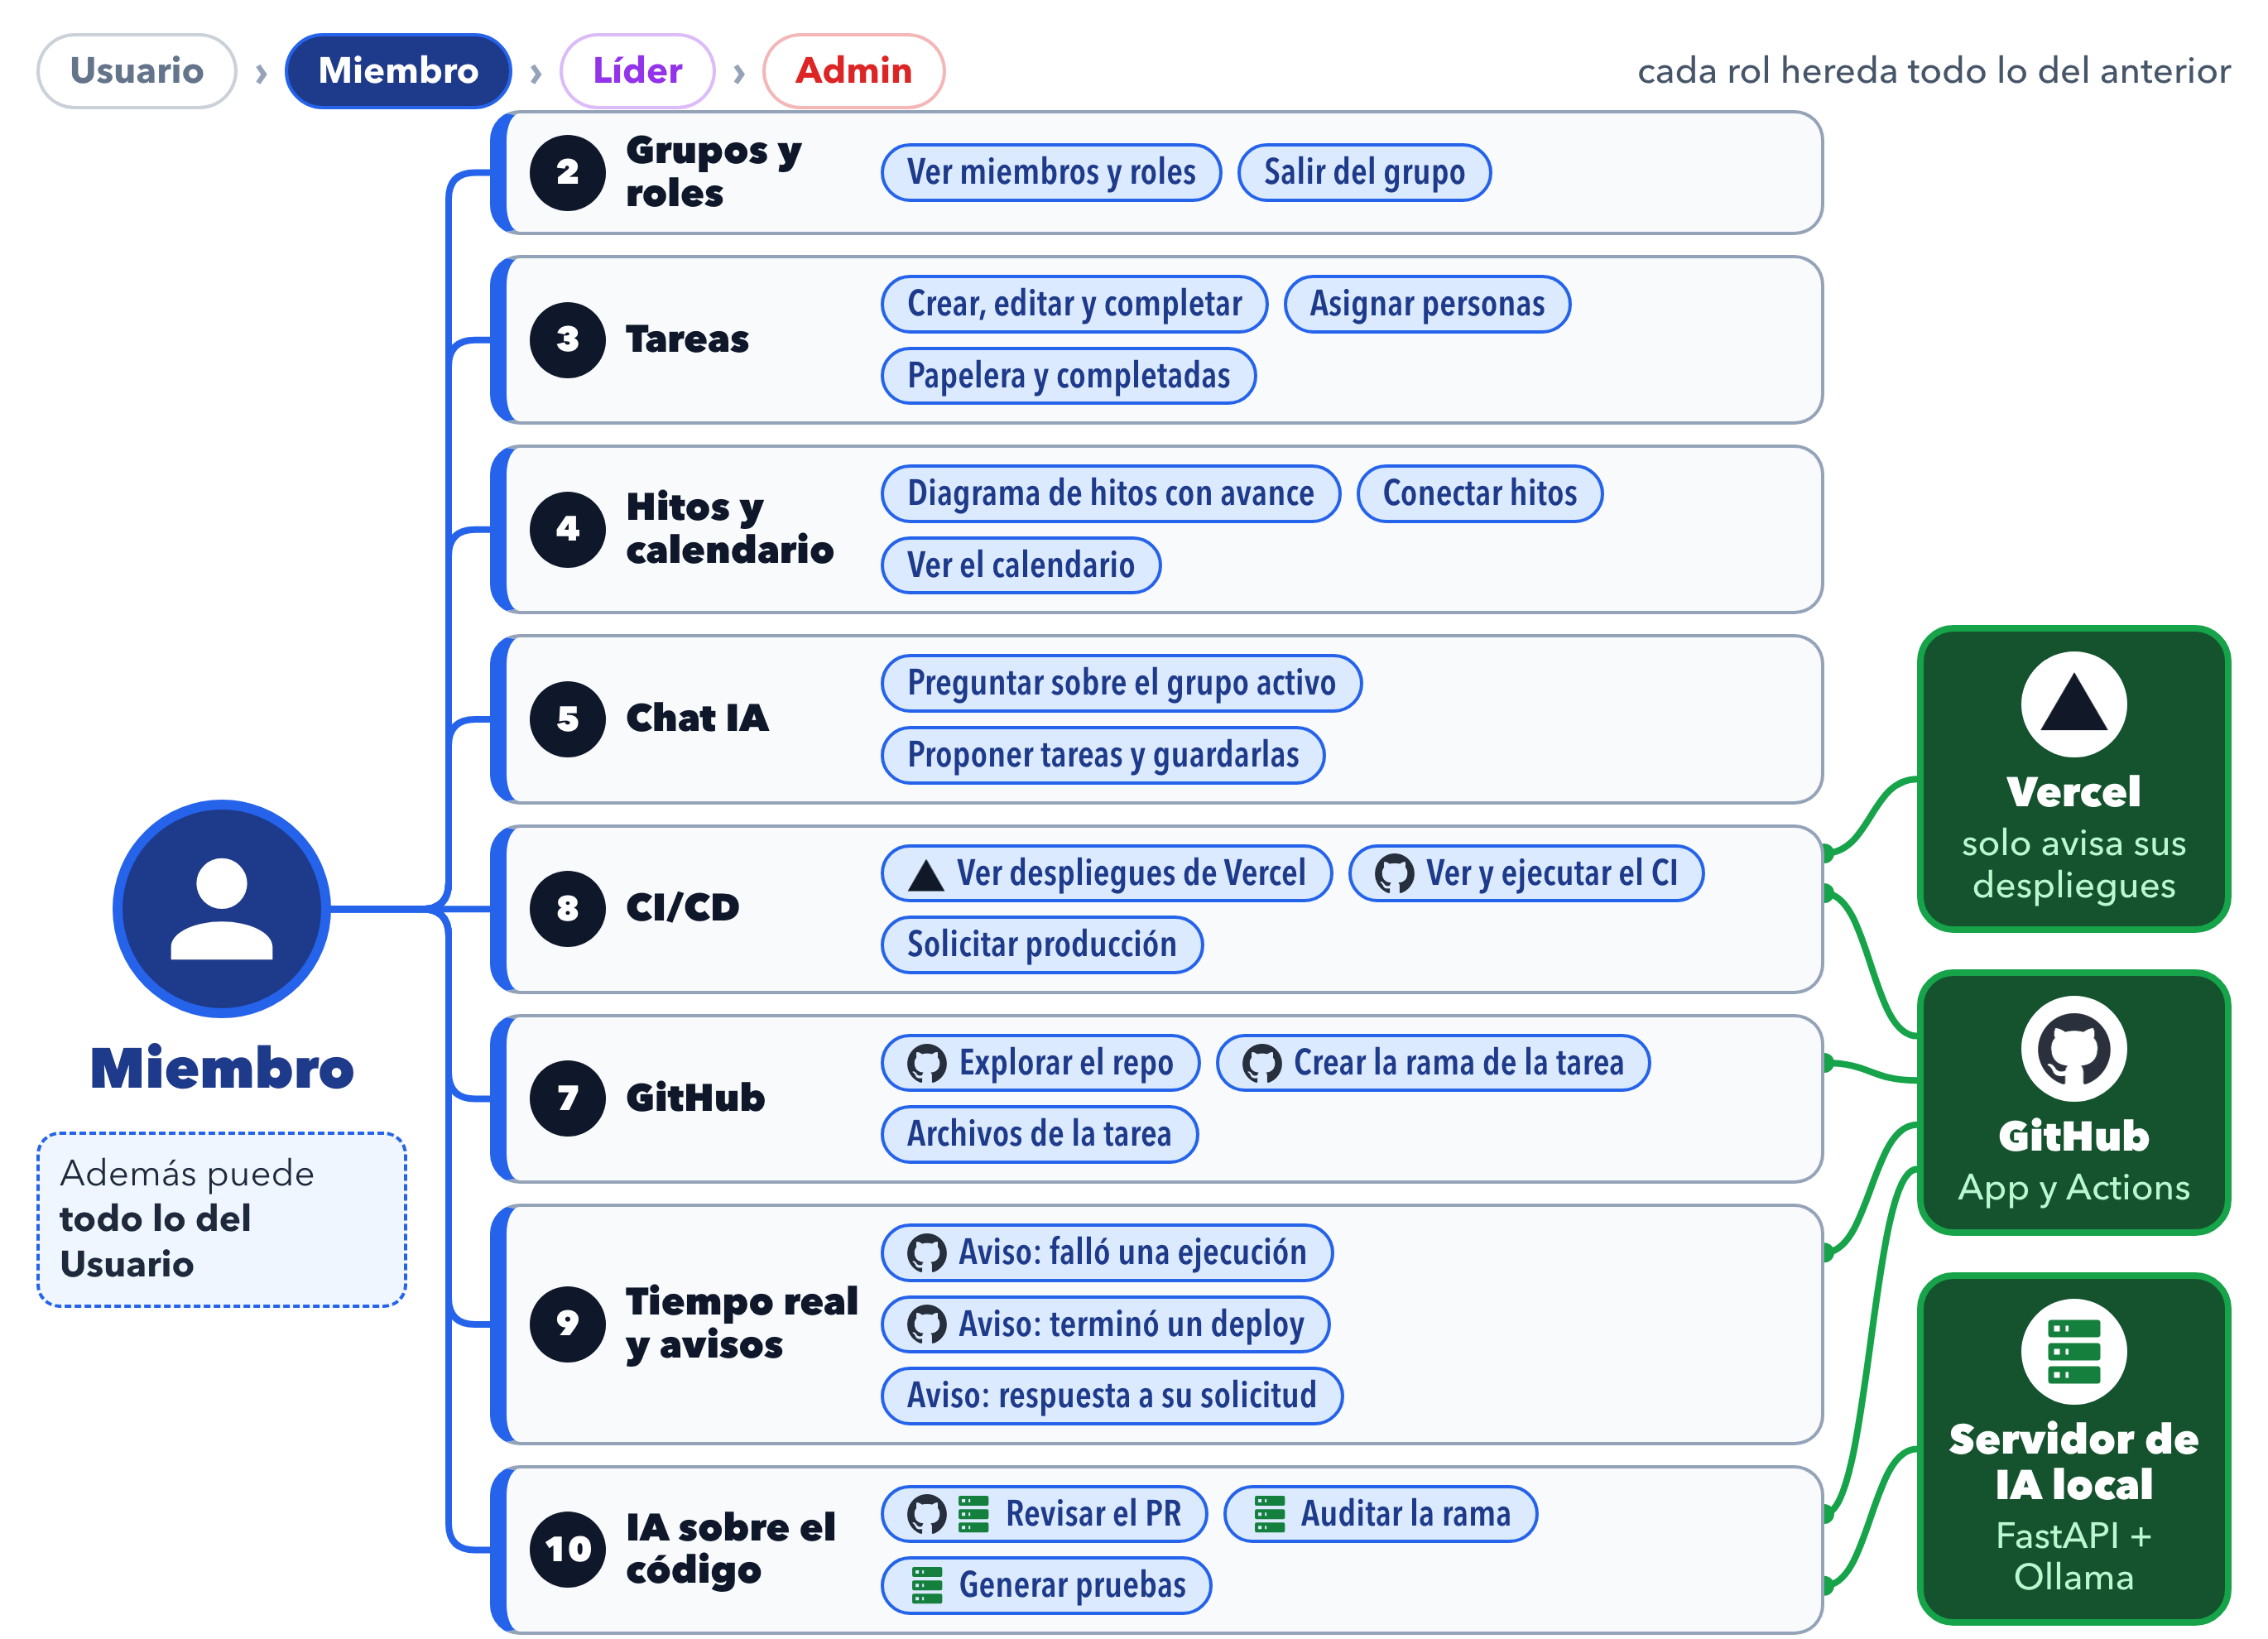 Usuario › Miembro › Líder › Admin
cada rol hereda todo lo del anterior
2
Grupos y
roles
Ver miembros y roles
Salir del grupo
3
Tareas
Crear, editar y completar
Asignar personas
Papelera y completadas
4
Hitos y
calendario
Diagrama de hitos con avance
Conectar hitos
Ver el calendario
5
Chat IA
Preguntar sobre el grupo activo
Proponer tareas y guardarlas
8
CI/CD
Ver despliegues de Vercel
Ver y ejecutar el CI
Solicitar producción
7
GitHub
Explorar el repo
Crear la rama de la tarea
Archivos de la tarea
9
Tiempo real
y avisos
Aviso: falló una ejecución
Aviso: terminó un deploy
Aviso: respuesta a su solicitud
10
IA sobre el
código
Revisar el PR
Auditar la rama
Generar pruebas
Miembro
Además puede
todo lo del
Usuario
Vercel
solo avisa sus
despliegues
GitHub
App y Actions
Servidor de
IA local
FastAPI +
Ollama